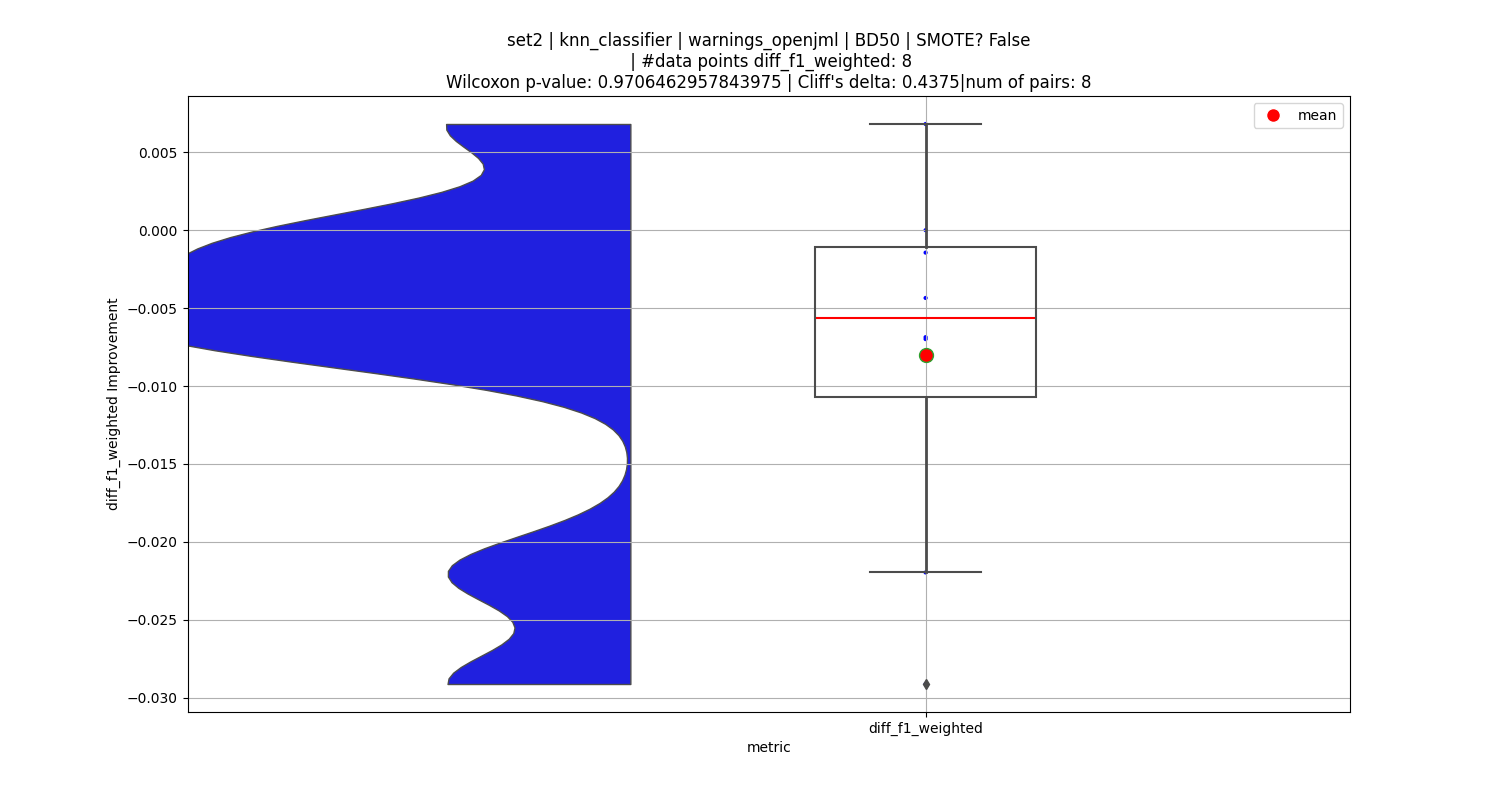 set2 | knn_classifier | warnings_openjml | BD50 | SMOTE? False
| #data points diff_f1_weighted: 8
Wilcoxon p-value: 0.9706462957843975 | Cliff's delta: 0.4375|num of pairs: 8
mean
0.005
0.000
−0.005
−0.010
−0.015
−0.020
−0.025
−0.030
diff_f1_weighted Improvement
diff_f1_weighted
metric